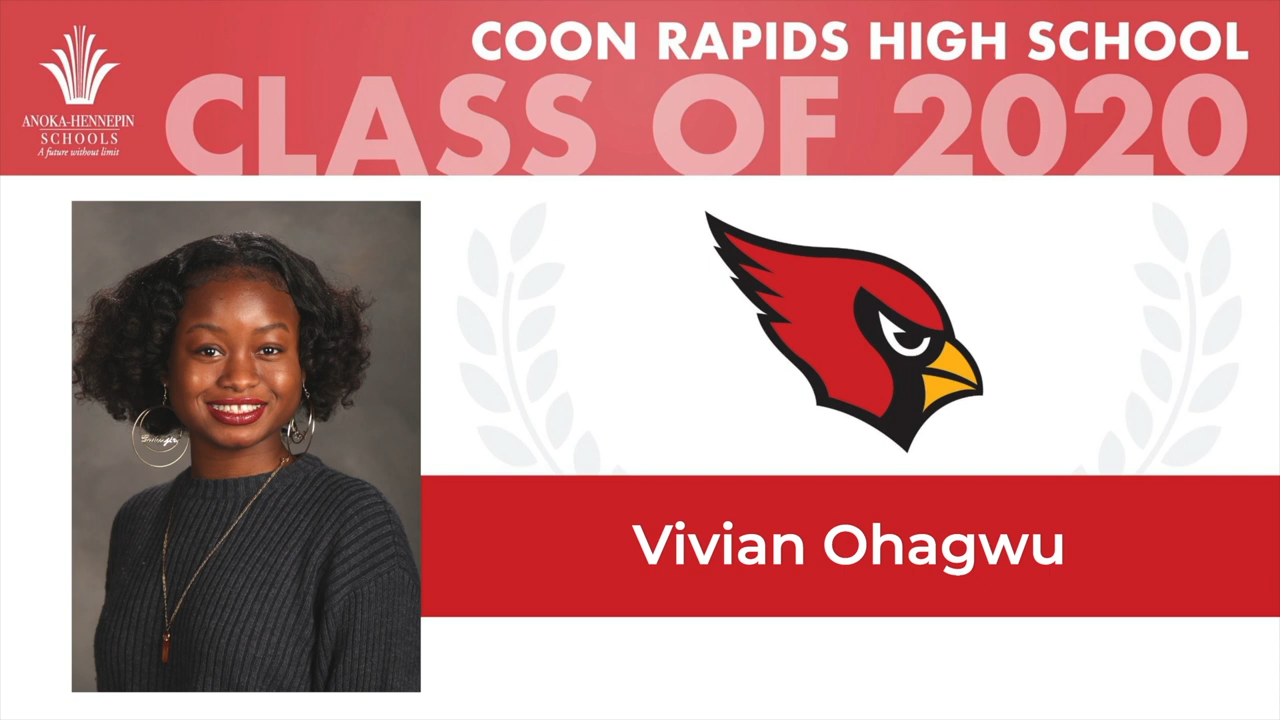 COON RAPIDS HIGH SCHOOL
CLASS OF 2020
ANOKA-HENNEPIN
SCHOOLS
A future without limit
Vivian Ohagwu